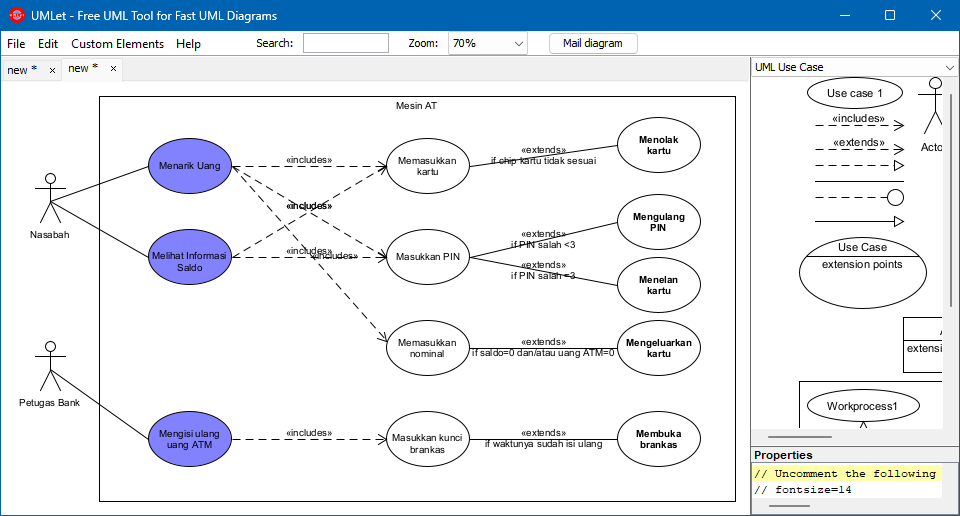 UMLet - Free UML Tool for Fast UML Diagrams
File Edit Custom Elements Help Search: Zoom: 70% Mail diagram
new * × new * ×
UML Use Case
Mesin AT
Menarik Uang
«includes»
Memasukkan
kartu
«extends»
if chip kartu tidak sesuai
Menolak
kartu
Nasabah
«includes»
«includes»
Melihat Informasi
Saldo
«includes»
«includes»
Masukkan PIN
«extends»
if PIN salah <3
Mengulang
PIN
«extends»
if PIN salah =3
Menelan
kartu
Memasukkan
nominal
«extends»
if saldo=0 dan/atau uang ATM=0
Mengeluarkan
kartu
Petugas Bank
Mengisi ulang
uang ATM
«includes»
Masukkan kunci
brankas
«extends»
if waktunya sudah isi ulang
Membuka
brankas
Use case 1
«includes»
«extends»
Acto
Use Case
extension points
extension
Workprocess1
Properties
// Uncomment the following
// fontsize=14